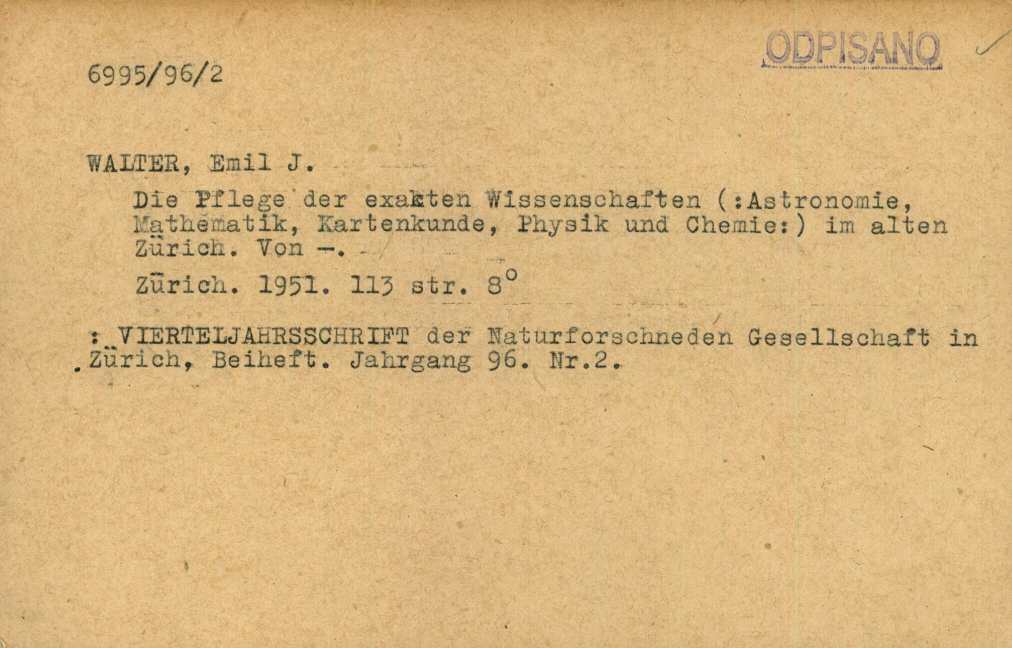 ODPISANO
6995/96/2
WALTER, Emil J.
Die Pflege der exakten Wissenschaften (:Astronomie,
Mathematik, Kartenkunde, Physik und Chemie:) im alten
Zürich. Von —.
Zürich. 1951. 113 str. 8°
: VIERTELJAHRSSCHRIFT der Naturforschneden Gesellschaft in
Zürich, Beiheft. Jahrgang 96. Nr.2.